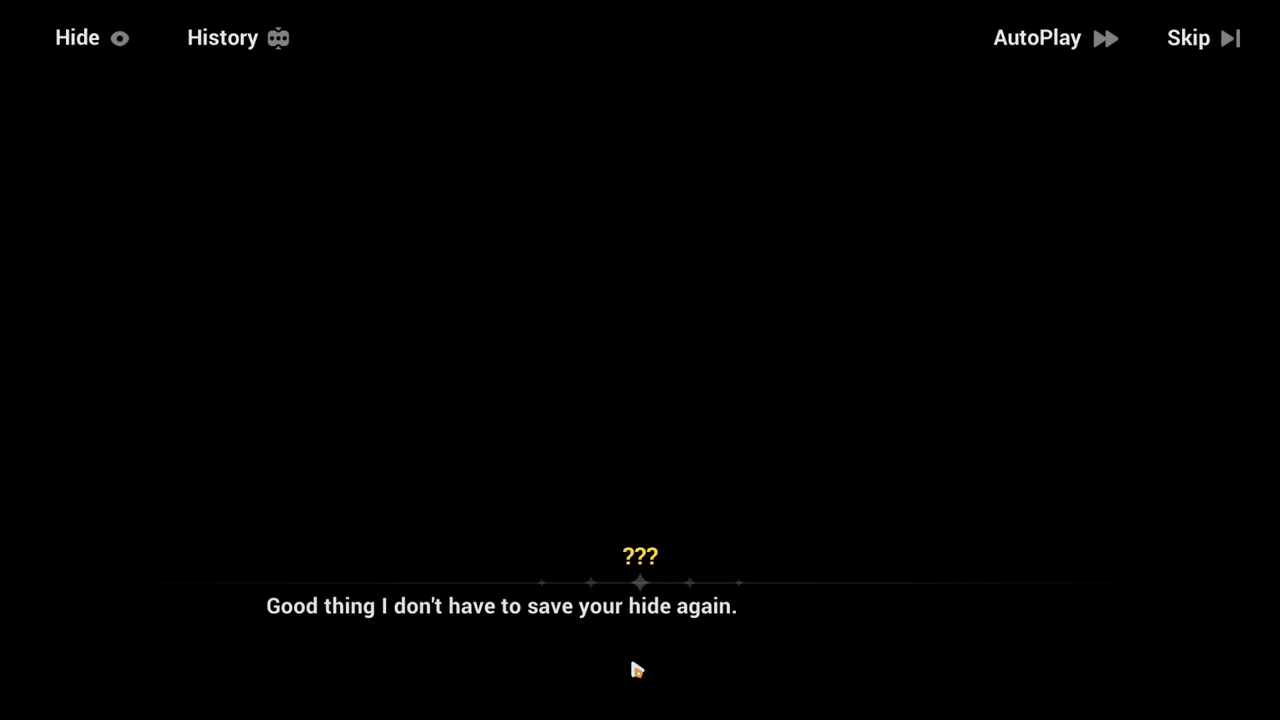 Hide
History
AutoPlay
Skip
???
Good thing I don't have to save your hide again.